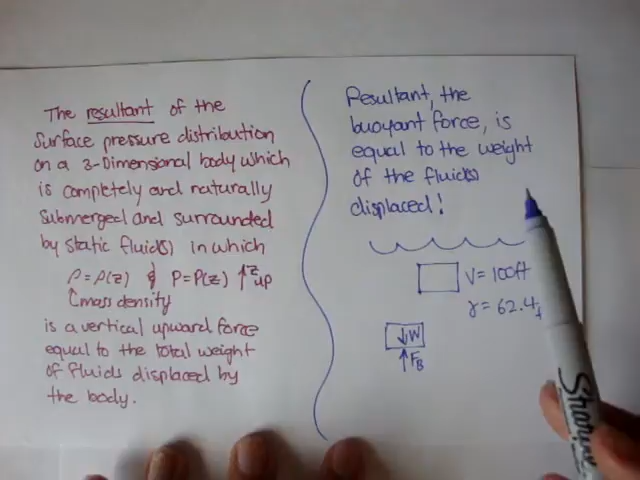 The resultant of the
surface pressure distribution
on a 3-Dimensional body which
is completely and naturally
submerged and surrounded
by static fluid(s) in which
ρ=ρ(z) & P=P(z) ↑z up
↑mass density
is a vertical upward force
equal to the total weight
of fluids displaced by
the body.
Resultant, the
buoyant force, is
equal to the weight
of the fluid(s)
displaced!
V=100ft
γ=62.4
↓W
↑FB
Sharpie